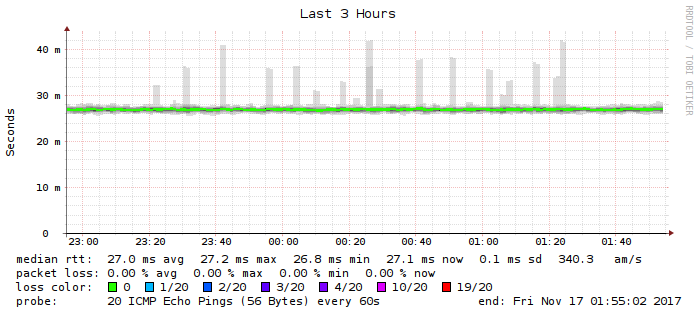 Last 3 Hours
RRDTOOL / TOBI OETIKER
Seconds
40 m
30 m
20 m
10 m
0
23:00 23:20 23:40 00:00 00:20 00:40 01:00 01:20 01:40
median rtt: 27.0 ms avg 27.2 ms max 26.8 ms min 27.1 ms now 0.1 ms sd 340.3 am/s
packet loss: 0.00 % avg 0.00 % max 0.00 % min 0.00 % now
loss color: 0 1/20 2/20 3/20 4/20 10/20 19/20
probe: 20 ICMP Echo Pings (56 Bytes) every 60s end: Fri Nov 17 01:55:02 2017